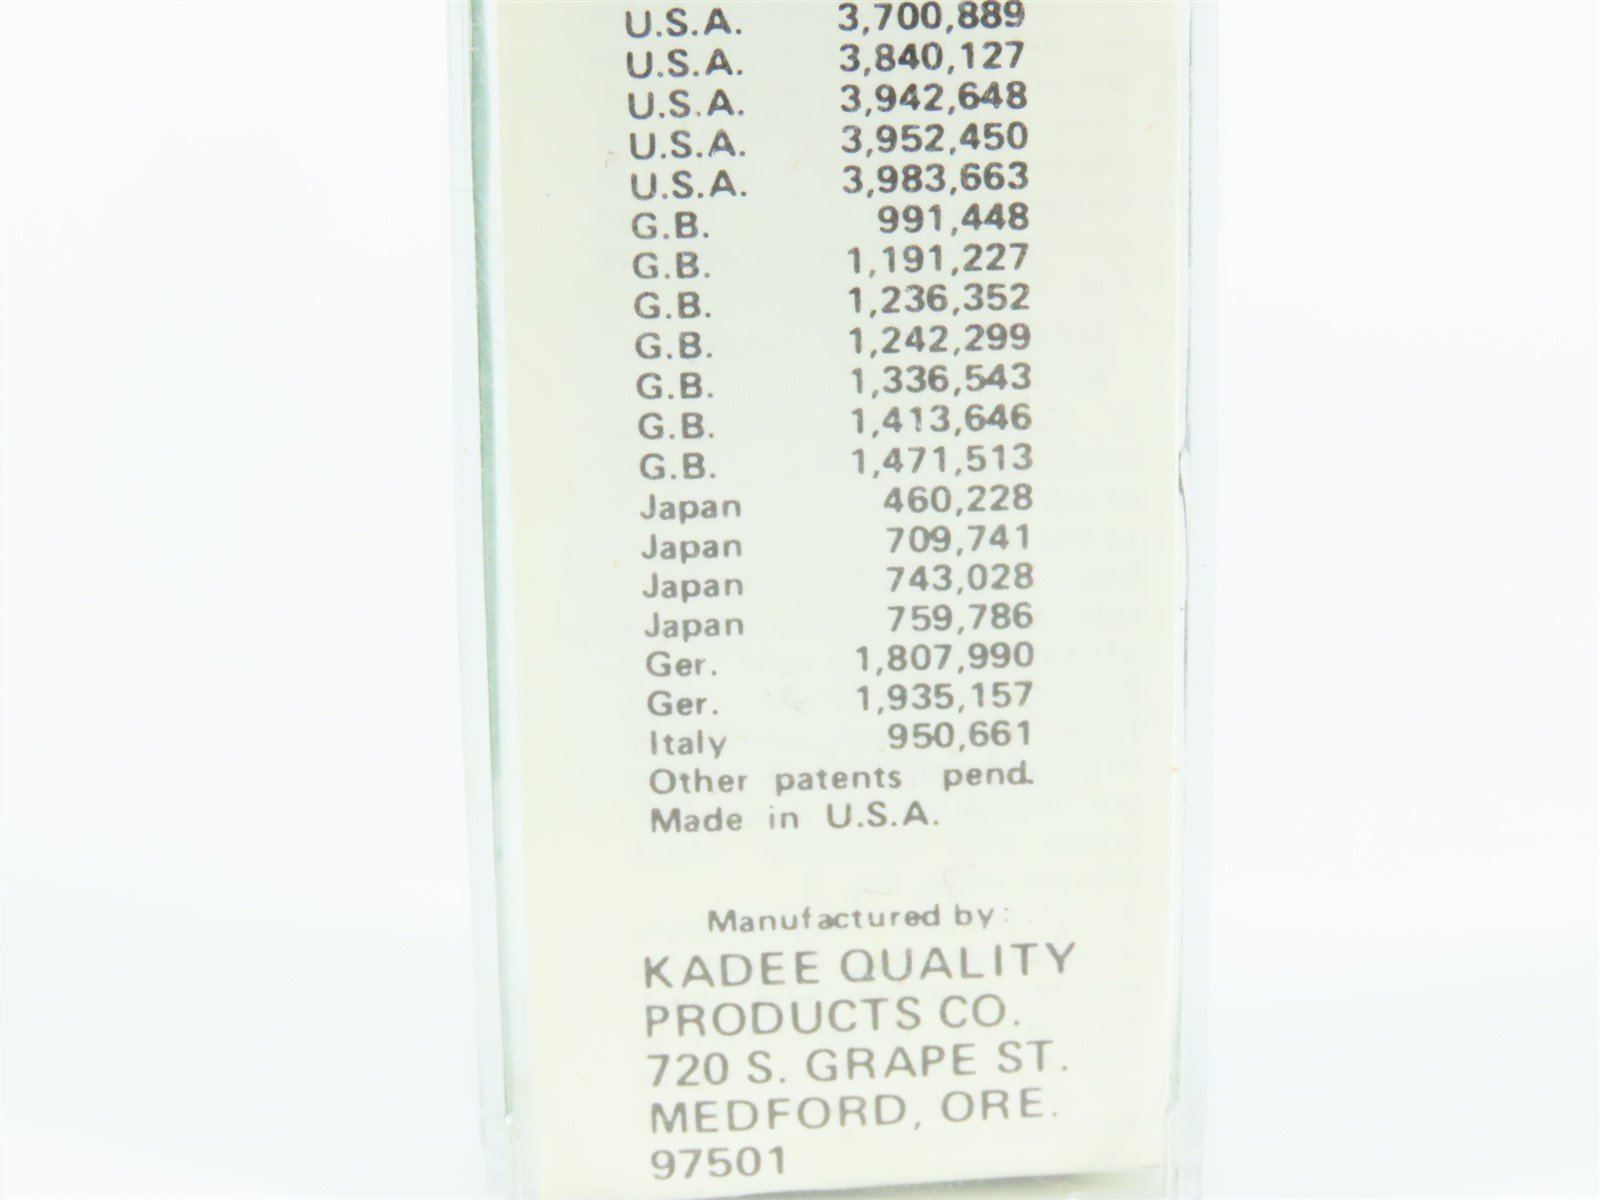 U.S.A. 3,700,889
U.S.A. 3,840,127
U.S.A. 3,942,648
U.S.A. 3,952,450
U.S.A. 3,983,663
G.B. 991,448
G.B. 1,191,227
G.B. 1,236,352
G.B. 1,242,299
G.B. 1,336,543
G.B. 1,413,646
G.B. 1,471,513
Japan 460,228
Japan 709,741
Japan 743,028
Japan 759,786
Ger. 1,807,990
Ger. 1,935,157
Italy 950,661
Other patents pend.
Made in U.S.A.
Manufactured by:
KADEE QUALITY
PRODUCTS CO.
720 S. GRAPE ST.
MEDFORD, ORE.
97501